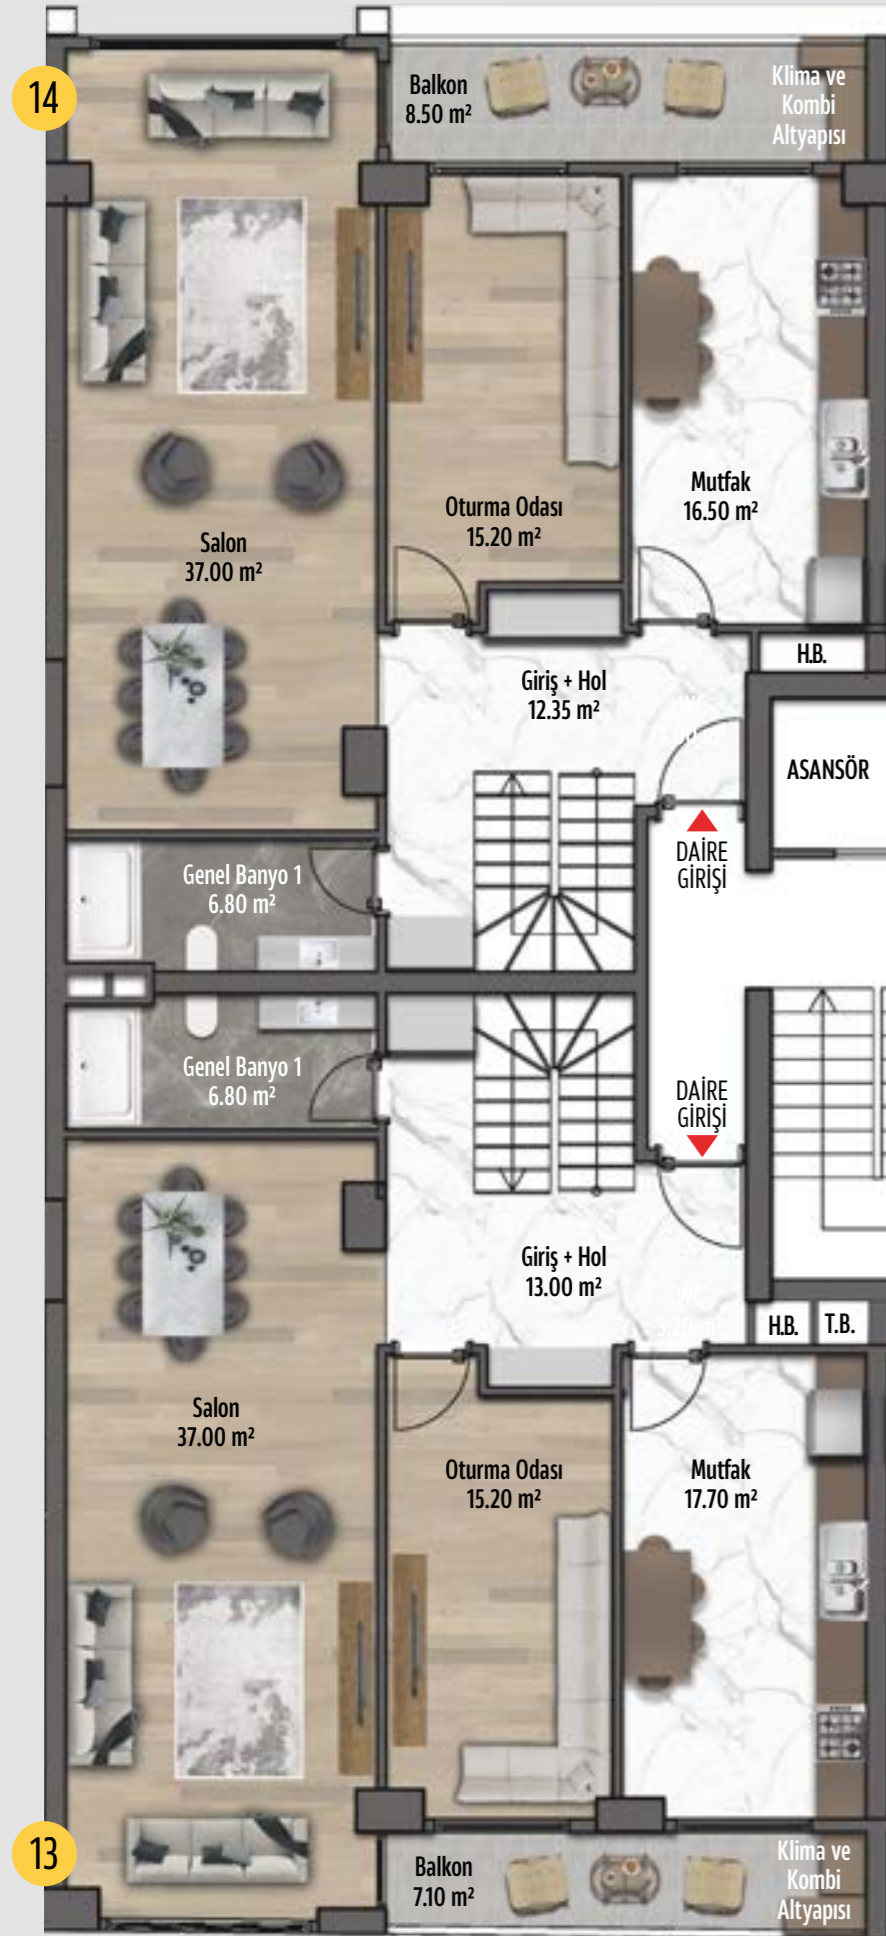 14
Balkon
8.50 m²
Klima ve
Kombi
Altyapısı
Oturma Odası
15.20 m²
Mutfak
16.50 m²
Salon
37.00 m²
H.B.
Giriş + Hol
12.35 m²
ASANSÖR
DAİRE
GİRİŞİ
Genel Banyo 1
6.80 m²
Genel Banyo 1
6.80 m²
DAİRE
GİRİŞİ
Giriş + Hol
13.00 m²
H.B.
T.B.
Salon
37.00 m²
Oturma Odası
15.20 m²
Mutfak
17.70 m²
13
Balkon
7.10 m²
Klima ve
Kombi
Altyapısı